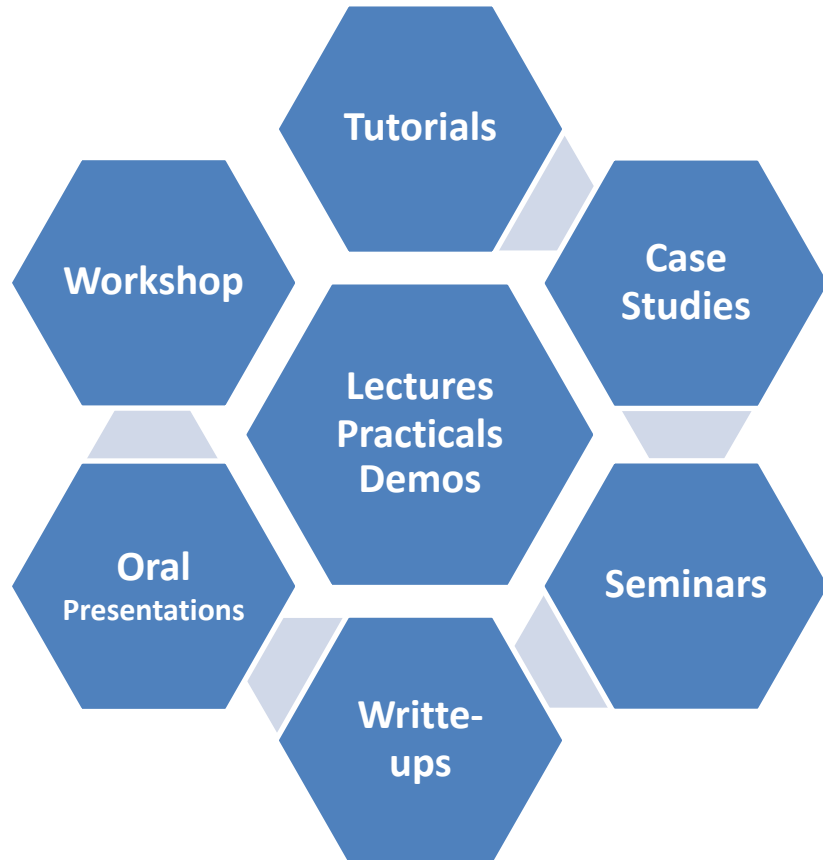 Tutorials
Workshop
Case
Studies
Lectures
Practicals
Demos
Oral
Presentations
Seminars
Writte-
ups